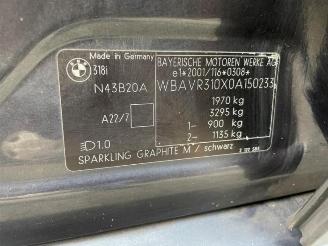 Made in Germany
BAYERISCHE MOTOREN WERKE AG
318i
e1*2001/116*0308*
N43B20A
WBAVR310X0A150233
1970 kg
3295 kg
A22/7
1- 900 kg
2- 1135 kg
1.0
SPARKLING GRAPHITE M / schwarz